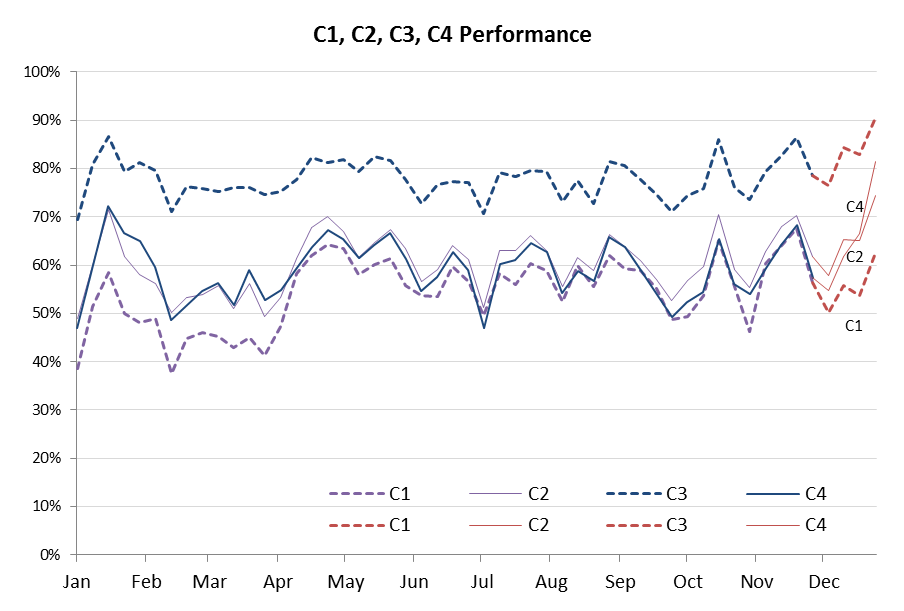 C1, C2, C3, C4 Performance
100%
90%
80%
70%
60%
50%
40%
30%
20%
10%
0%
C4
C2
C1
C1 C2 C3 C4
C1 C2 C3 C4
Jan Feb Mar Apr May Jun Jul Aug Sep Oct Nov Dec